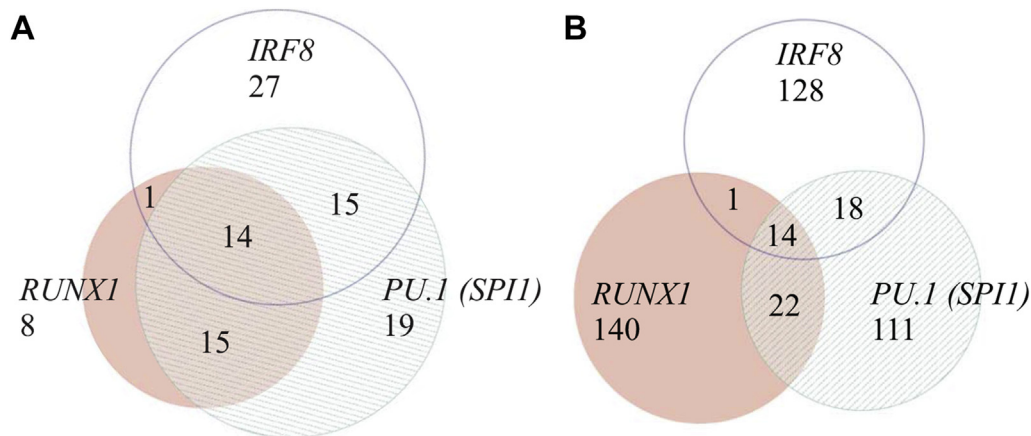 A
IRF8
27
1
15
14
RUNX1
8
PU.1 (SPI1)
19
15
B
IRF8
128
1
18
14
RUNX1
140
22
PU.1 (SPI1)
111